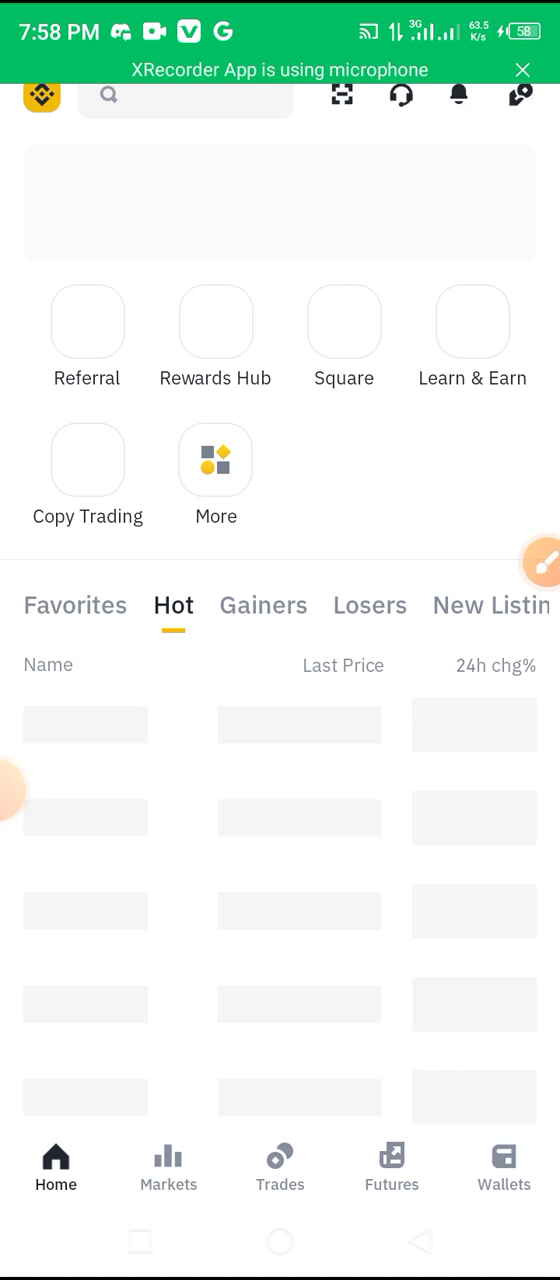 7:58 PM 3G 63.5 K/s 58
XRecorder App is using microphone
Referral Rewards Hub Square Learn & Earn
Copy Trading More
Favorites Hot Gainers Losers New Listin
Name Last Price 24h chg%
Home Markets Trades Futures Wallets